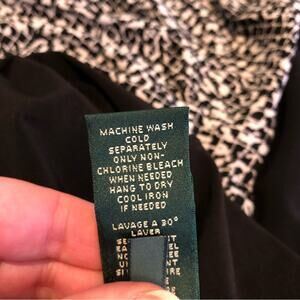 MACHINE WASH
COLD
SEPARATELY
ONLY NON-
CHLORINE BLEACH
WHEN NEEDED
HANG TO DRY
COOL IRON
IF NEEDED
LAVAGE A 30°
LAVER